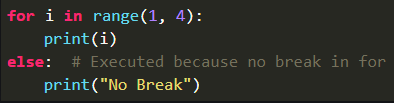 for i in range(1, 4):
    print(i)
else:  # Executed because no break in for
    print("No Break")